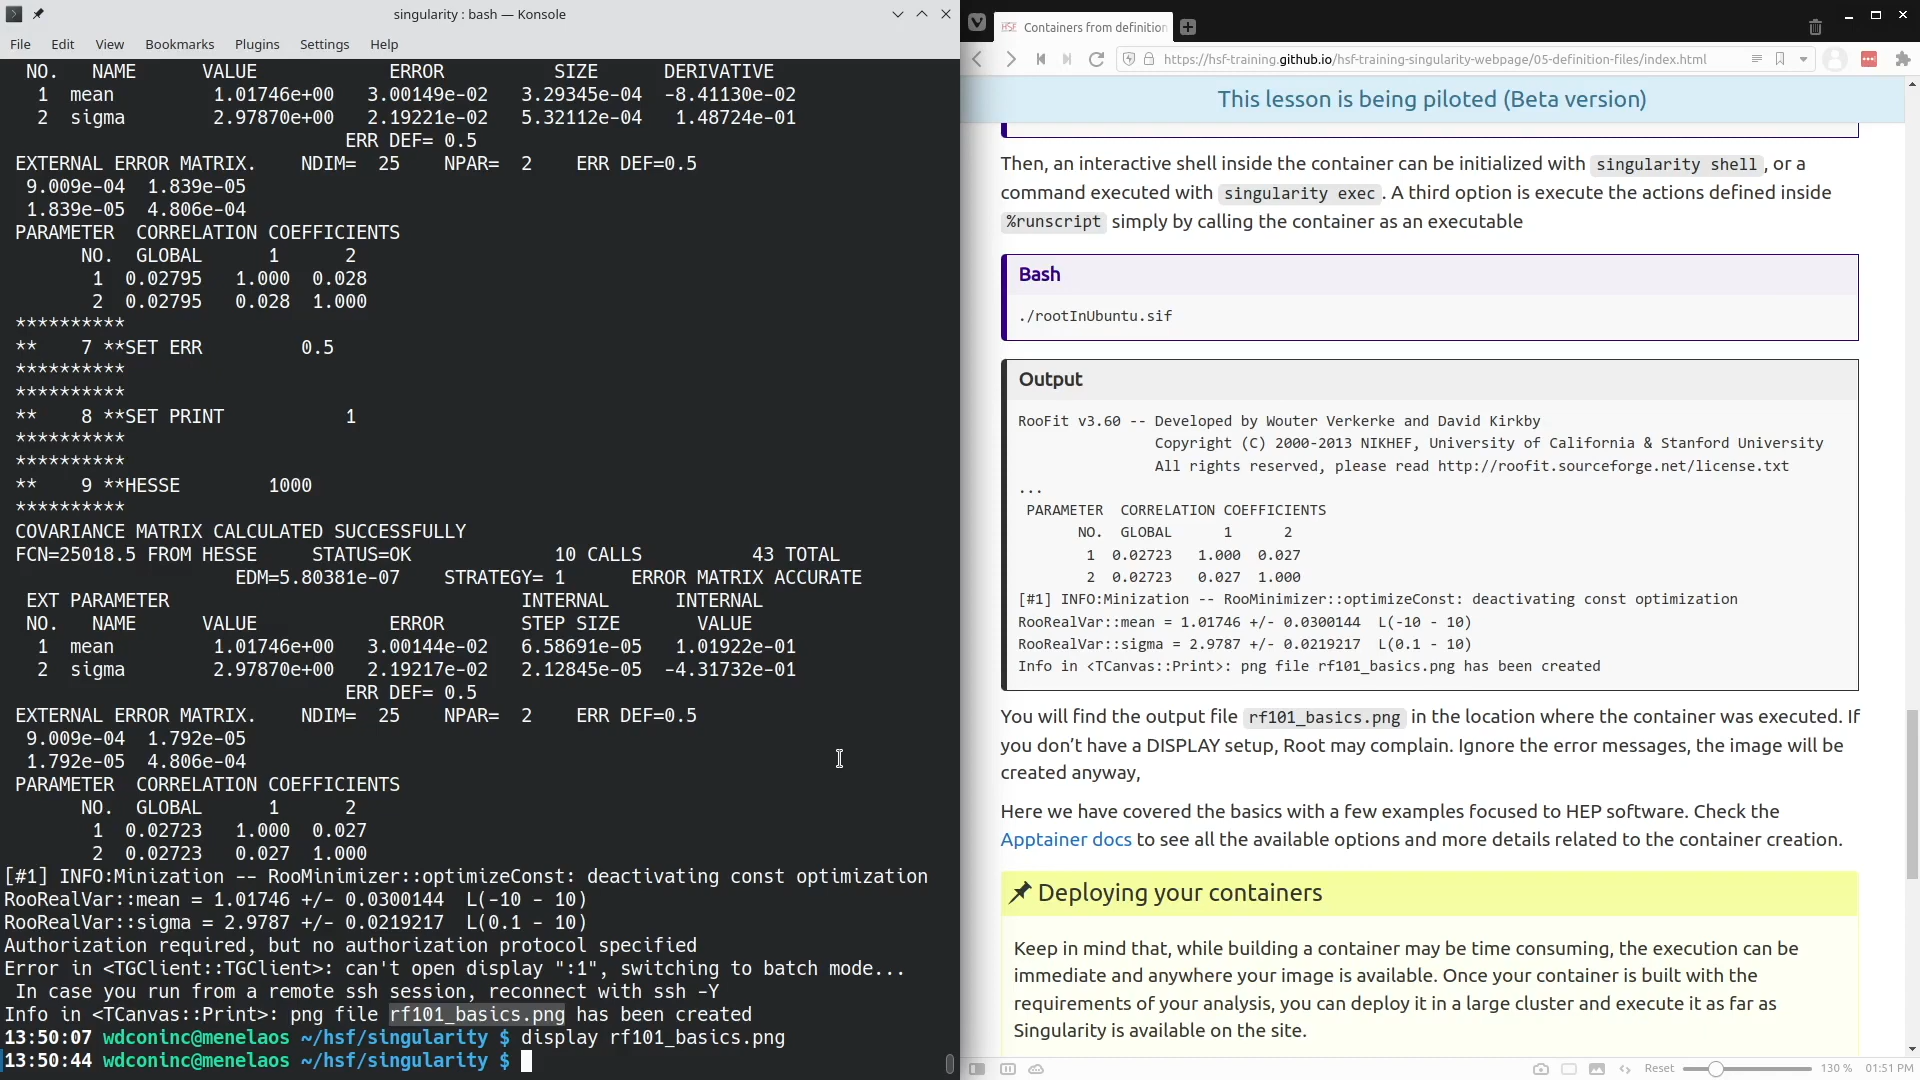 singularity : bash — Konsole
File Edit View Bookmarks Plugins Settings Help
NO. NAME VALUE ERROR SIZE DERIVATIVE
1 mean 1.01746e+00 3.00149e-02 3.29345e-04 -8.41130e-02
2 sigma 2.97870e+00 2.19221e-02 5.32112e-04 1.48724e-01
ERR DEF= 0.5
EXTERNAL ERROR MATRIX. NDIM= 25 NPAR= 2 ERR DEF=0.5
9.009e-04 1.839e-05
1.839e-05 4.806e-04
PARAMETER CORRELATION COEFFICIENTS
NO. GLOBAL 1 2
1 0.02795 1.000 0.028
2 0.02795 0.028 1.000
**********
** 7 **SET ERR 0.5
**********
**********
** 8 **SET PRINT 1
**********
**********
** 9 **HESSE 1000
**********
COVARIANCE MATRIX CALCULATED SUCCESSFULLY
FCN=25018.5 FROM HESSE STATUS=OK 10 CALLS 43 TOTAL
EDM=5.80381e-07 STRATEGY= 1 ERROR MATRIX ACCURATE
EXT PARAMETER INTERNAL INTERNAL
NO. NAME VALUE ERROR STEP SIZE VALUE
1 mean 1.01746e+00 3.00144e-02 6.58691e-05 1.01922e-01
2 sigma 2.97870e+00 2.19217e-02 2.12845e-05 -4.31732e-01
ERR DEF= 0.5
EXTERNAL ERROR MATRIX. NDIM= 25 NPAR= 2 ERR DEF=0.5
9.009e-04 1.792e-05
1.792e-05 4.806e-04
PARAMETER CORRELATION COEFFICIENTS
NO. GLOBAL 1 2
1 0.02723 1.000 0.027
2 0.02723 0.027 1.000
[#1] INFO:Minization -- RooMinimizer::optimizeConst: deactivating const optimization
RooRealVar::mean = 1.01746 +/- 0.0300144 L(-10 - 10)
RooRealVar::sigma = 2.9787 +/- 0.0219217 L(0.1 - 10)
Authorization required, but no authorization protocol specified
Error in <TGClient::TGClient>: can't open display ":1", switching to batch mode...
In case you run from a remote ssh session, reconnect with ssh -Y
Info in <TCanvas::Print>: png file rf101_basics.png has been created
13:50:07 wdconinc@menelaos ~/hsf/singularity $ display rf101_basics.png
13:50:44 wdconinc@menelaos ~/hsf/singularity $
HSF Containers from definition
https://hsf-training.github.io/hsf-training-singularity-webpage/05-definition-files/index.html
This lesson is being piloted (Beta version)
Then, an interactive shell inside the container can be initialized with singularity shell, or a
command executed with singularity exec. A third option is execute the actions defined inside
%runscript simply by calling the container as an executable
Bash
./rootInUbuntu.sif
Output
RooFit v3.60 -- Developed by Wouter Verkerke and David Kirkby
Copyright (C) 2000-2013 NIKHEF, University of California & Stanford University
All rights reserved, please read http://roofit.sourceforge.net/license.txt
...
PARAMETER CORRELATION COEFFICIENTS
NO. GLOBAL 1 2
1 0.02723 1.000 0.027
2 0.02723 0.027 1.000
[#1] INFO:Minization -- RooMinimizer::optimizeConst: deactivating const optimization
RooRealVar::mean = 1.01746 +/- 0.0300144 L(-10 - 10)
RooRealVar::sigma = 2.9787 +/- 0.0219217 L(0.1 - 10)
Info in <TCanvas::Print>: png file rf101_basics.png has been created
You will find the output file rf101_basics.png in the location where the container was executed. If
you don’t have a DISPLAY setup, Root may complain. Ignore the error messages, the image will be
created anyway,
Here we have covered the basics with a few examples focused to HEP software. Check the
Apptainer docs to see all the available options and more details related to the container creation.
Deploying your containers
Keep in mind that, while building a container may be time consuming, the execution can be
immediate and anywhere your image is available. Once your container is built with the
requirements of your analysis, you can deploy it in a large cluster and execute it as far as
Singularity is available on the site.
Reset 130 % 01:51 PM